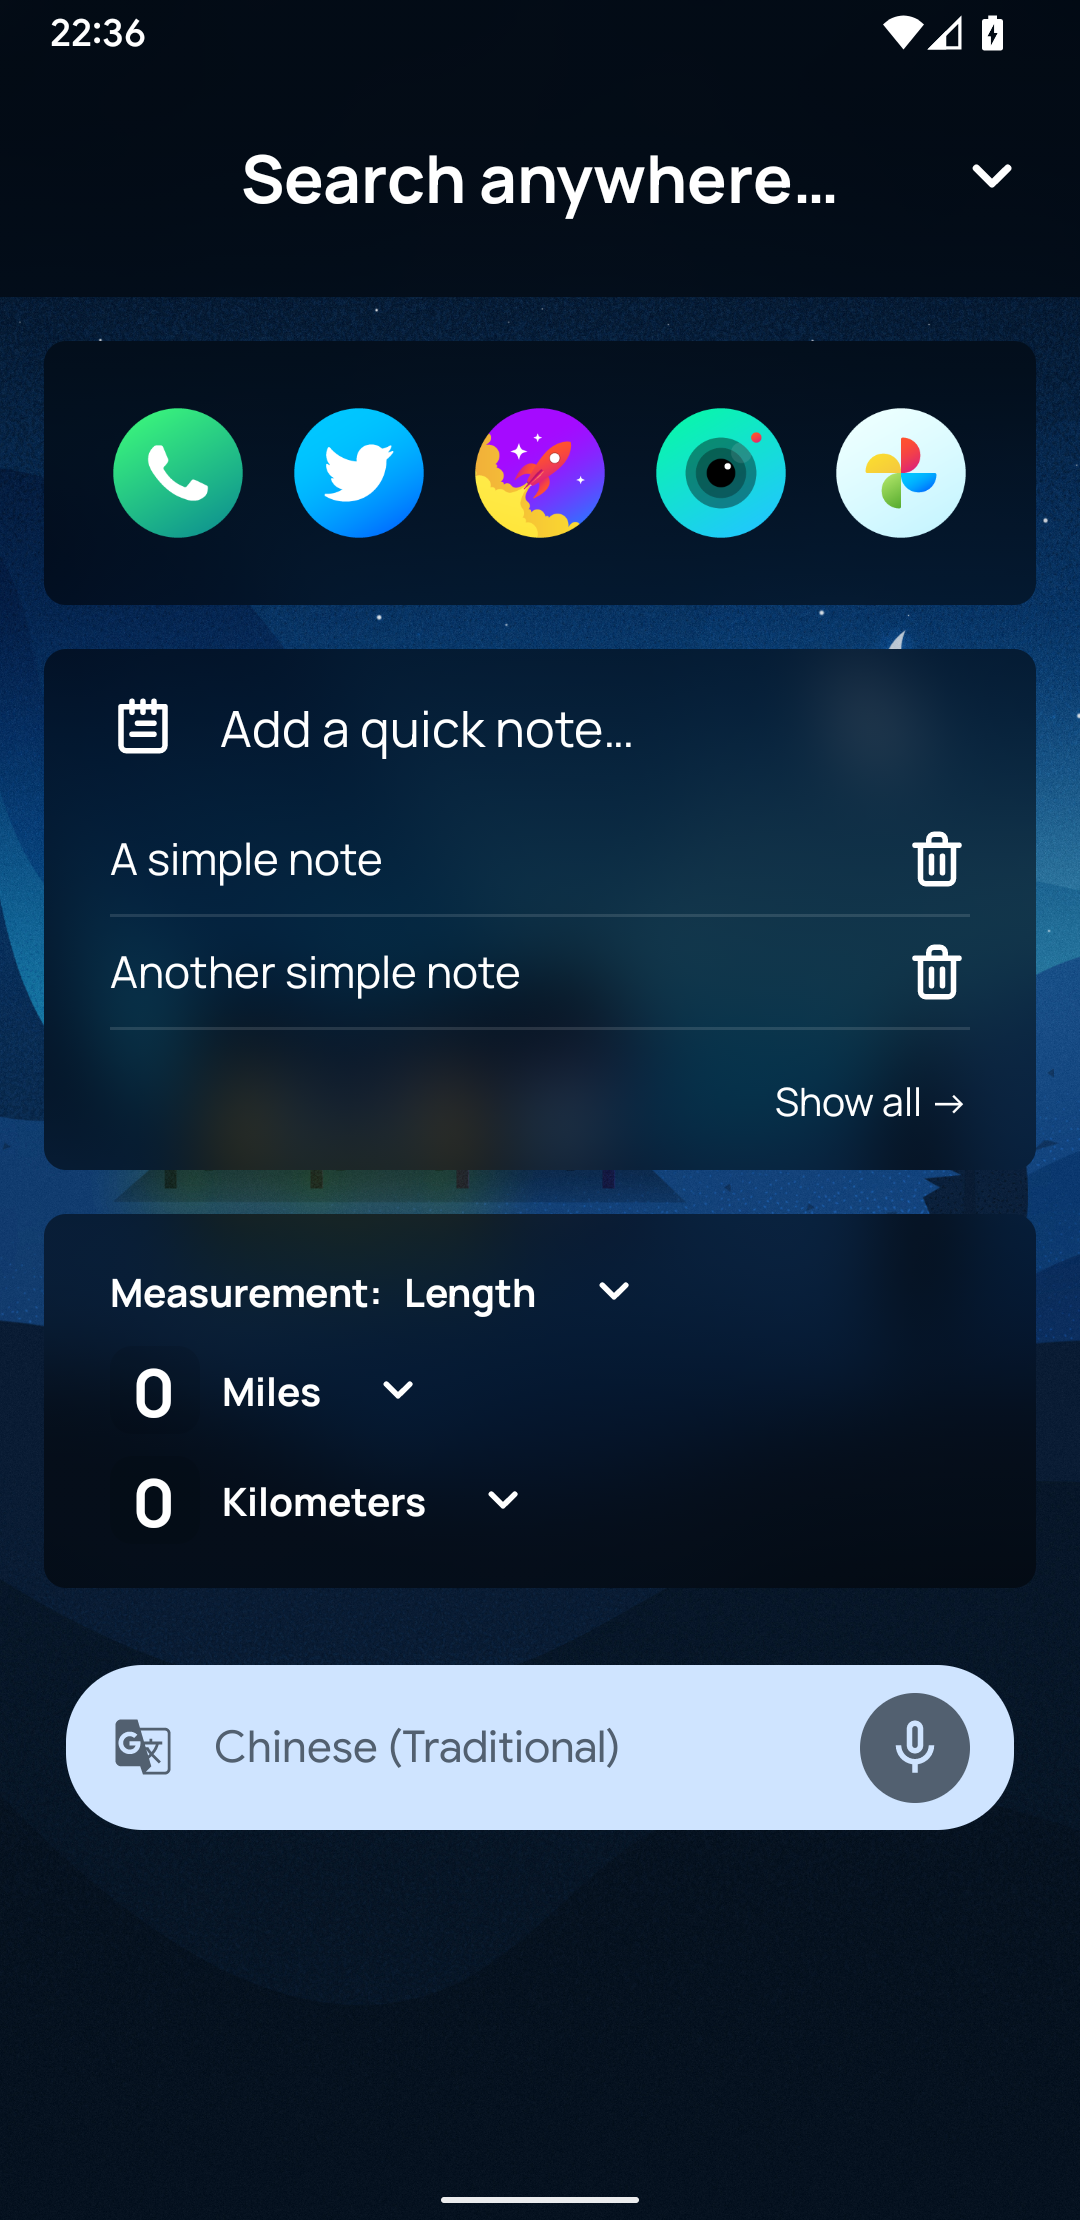 22:36
Search anywhere...
Add a quick note...
A simple note
Another simple note
Show all →
Measurement: Length
0 Miles
0 Kilometers
Chinese (Traditional)